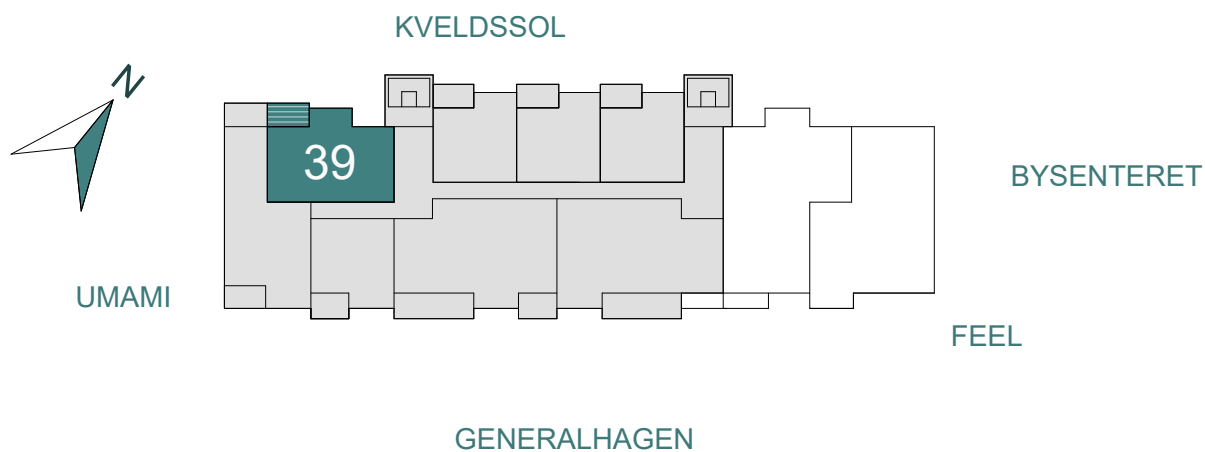 KVELDSSOL
N
39
BYSENTERET
UMAMI
FEEL
GENERALHAGEN